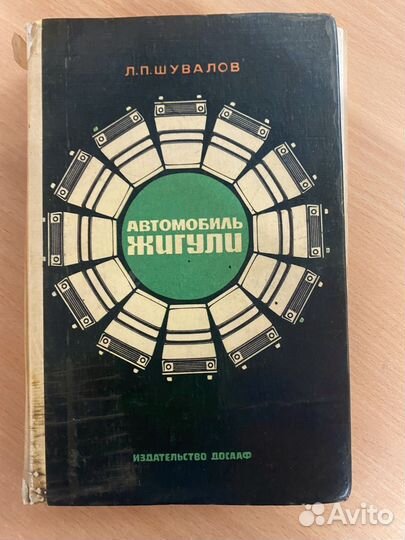 Л.П.ШУВАЛОВ
АВТОМОБИЛЬ
ЖИГУЛИ
ИЗДАТЕЛЬСТВО ДОСААФ
Avito